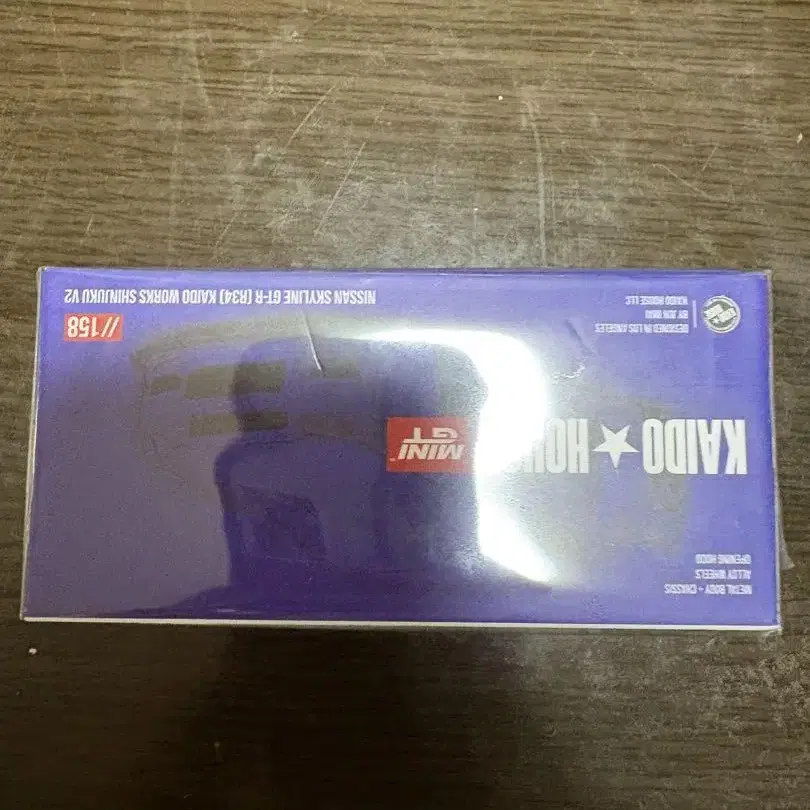 METAL BODY + CHASSIS
ALLOY WHEELS
OPENING HOOD
KAIDO★HOU
MINI
GT
DESIGNED IN LOS ANGELES
BY JUN IMAI
KAIDO HOUSE LLC
//158
NISSAN SKYLINE GT-R (R34) KAIDO WORKS SHINJUKU V2